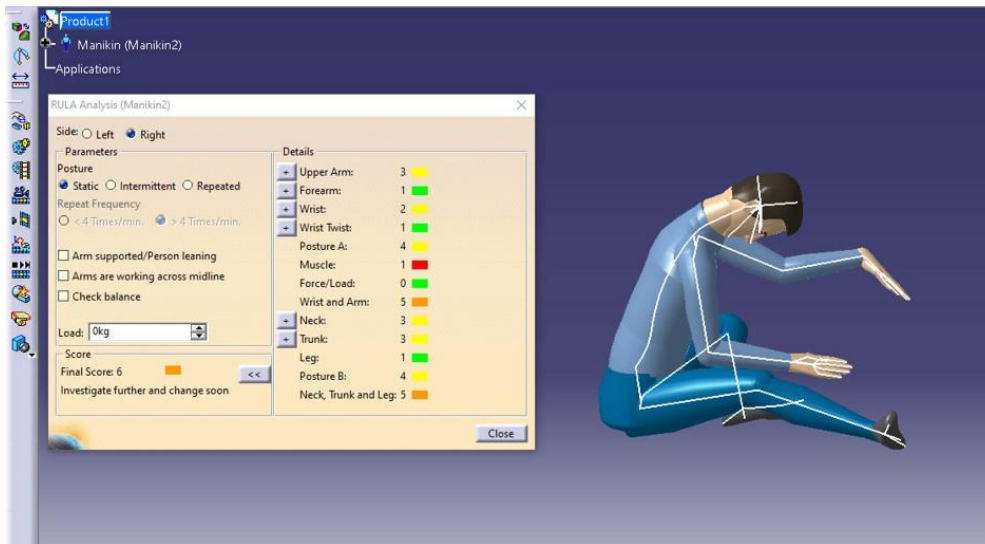 Product1
Manikin (Manikin2)
Applications
RULA Analysis (Manikin2)
Side: Left Right
Parameters
Posture
Static Intermittent Repeated
Repeat Frequency
< 4 Times/min. > 4 Times/min.
Arm supported/Person leaning
Arms are working across midline
Check balance
Load: 0kg
Score
Final Score: 6
<<
Investigate further and change soon
Details
+ Upper Arm: 3
+ Forearm: 1
+ Wrist: 2
+ Wrist Twist: 1
Posture A: 4
Muscle: 1
Force/Load: 0
Wrist and Arm: 5
+ Neck: 3
+ Trunk: 3
Leg: 1
Posture B: 4
Neck, Trunk and Leg: 5
Close